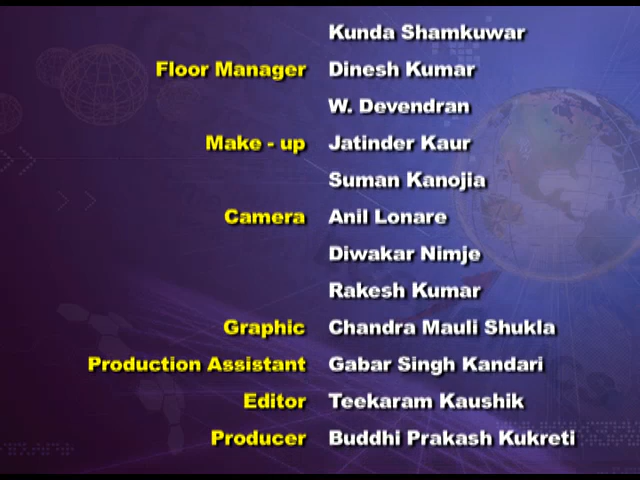 Kunda Shamkuwar
Floor Manager Dinesh Kumar
W. Devendran
Make - up Jatinder Kaur
Suman Kanojia
Camera Anil Lonare
Diwakar Nimje
Rakesh Kumar
Graphic Chandra Mauli Shukla
Production Assistant Gabar Singh Kandari
Editor Teekaram Kaushik
Producer Buddhi Prakash Kukreti